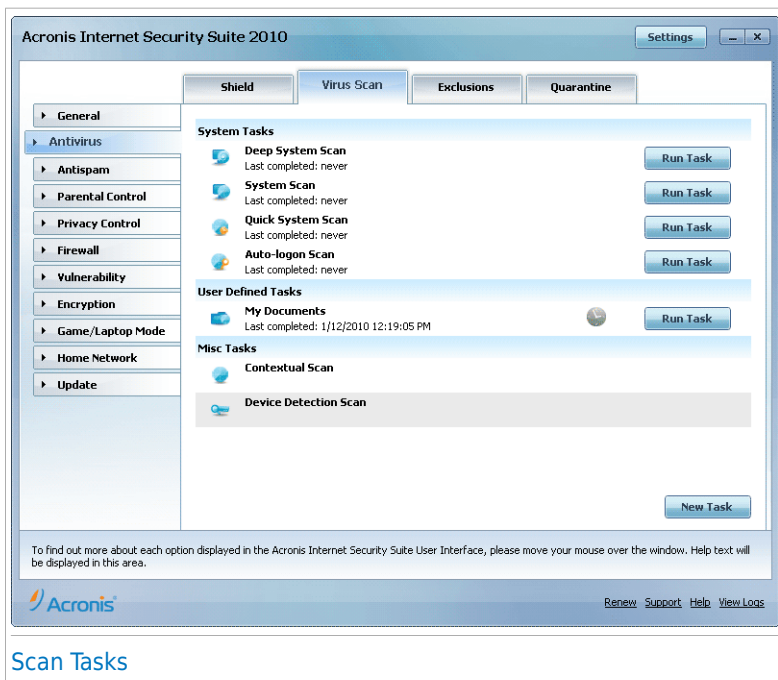 Acronis Internet Security Suite 2010
Settings
Shield
Virus Scan
Exclusions
Quarantine
General
Antivirus
Antispam
Parental Control
Privacy Control
Firewall
Vulnerability
Encryption
Game/Laptop Mode
Home Network
Update
System Tasks
Deep System Scan
Last completed: never
Run Task
System Scan
Last completed: never
Run Task
Quick System Scan
Last completed: never
Run Task
Auto-logon Scan
Last completed: never
Run Task
User Defined Tasks
My Documents
Last completed: 1/12/2010 12:19:05 PM
Run Task
Misc Tasks
Contextual Scan
Device Detection Scan
New Task
To find out more about each option displayed in the Acronis Internet Security Suite User Interface, please move your mouse over the window. Help text will
be displayed in this area.
Acronis
Renew Support Help View Logs
Scan Tasks